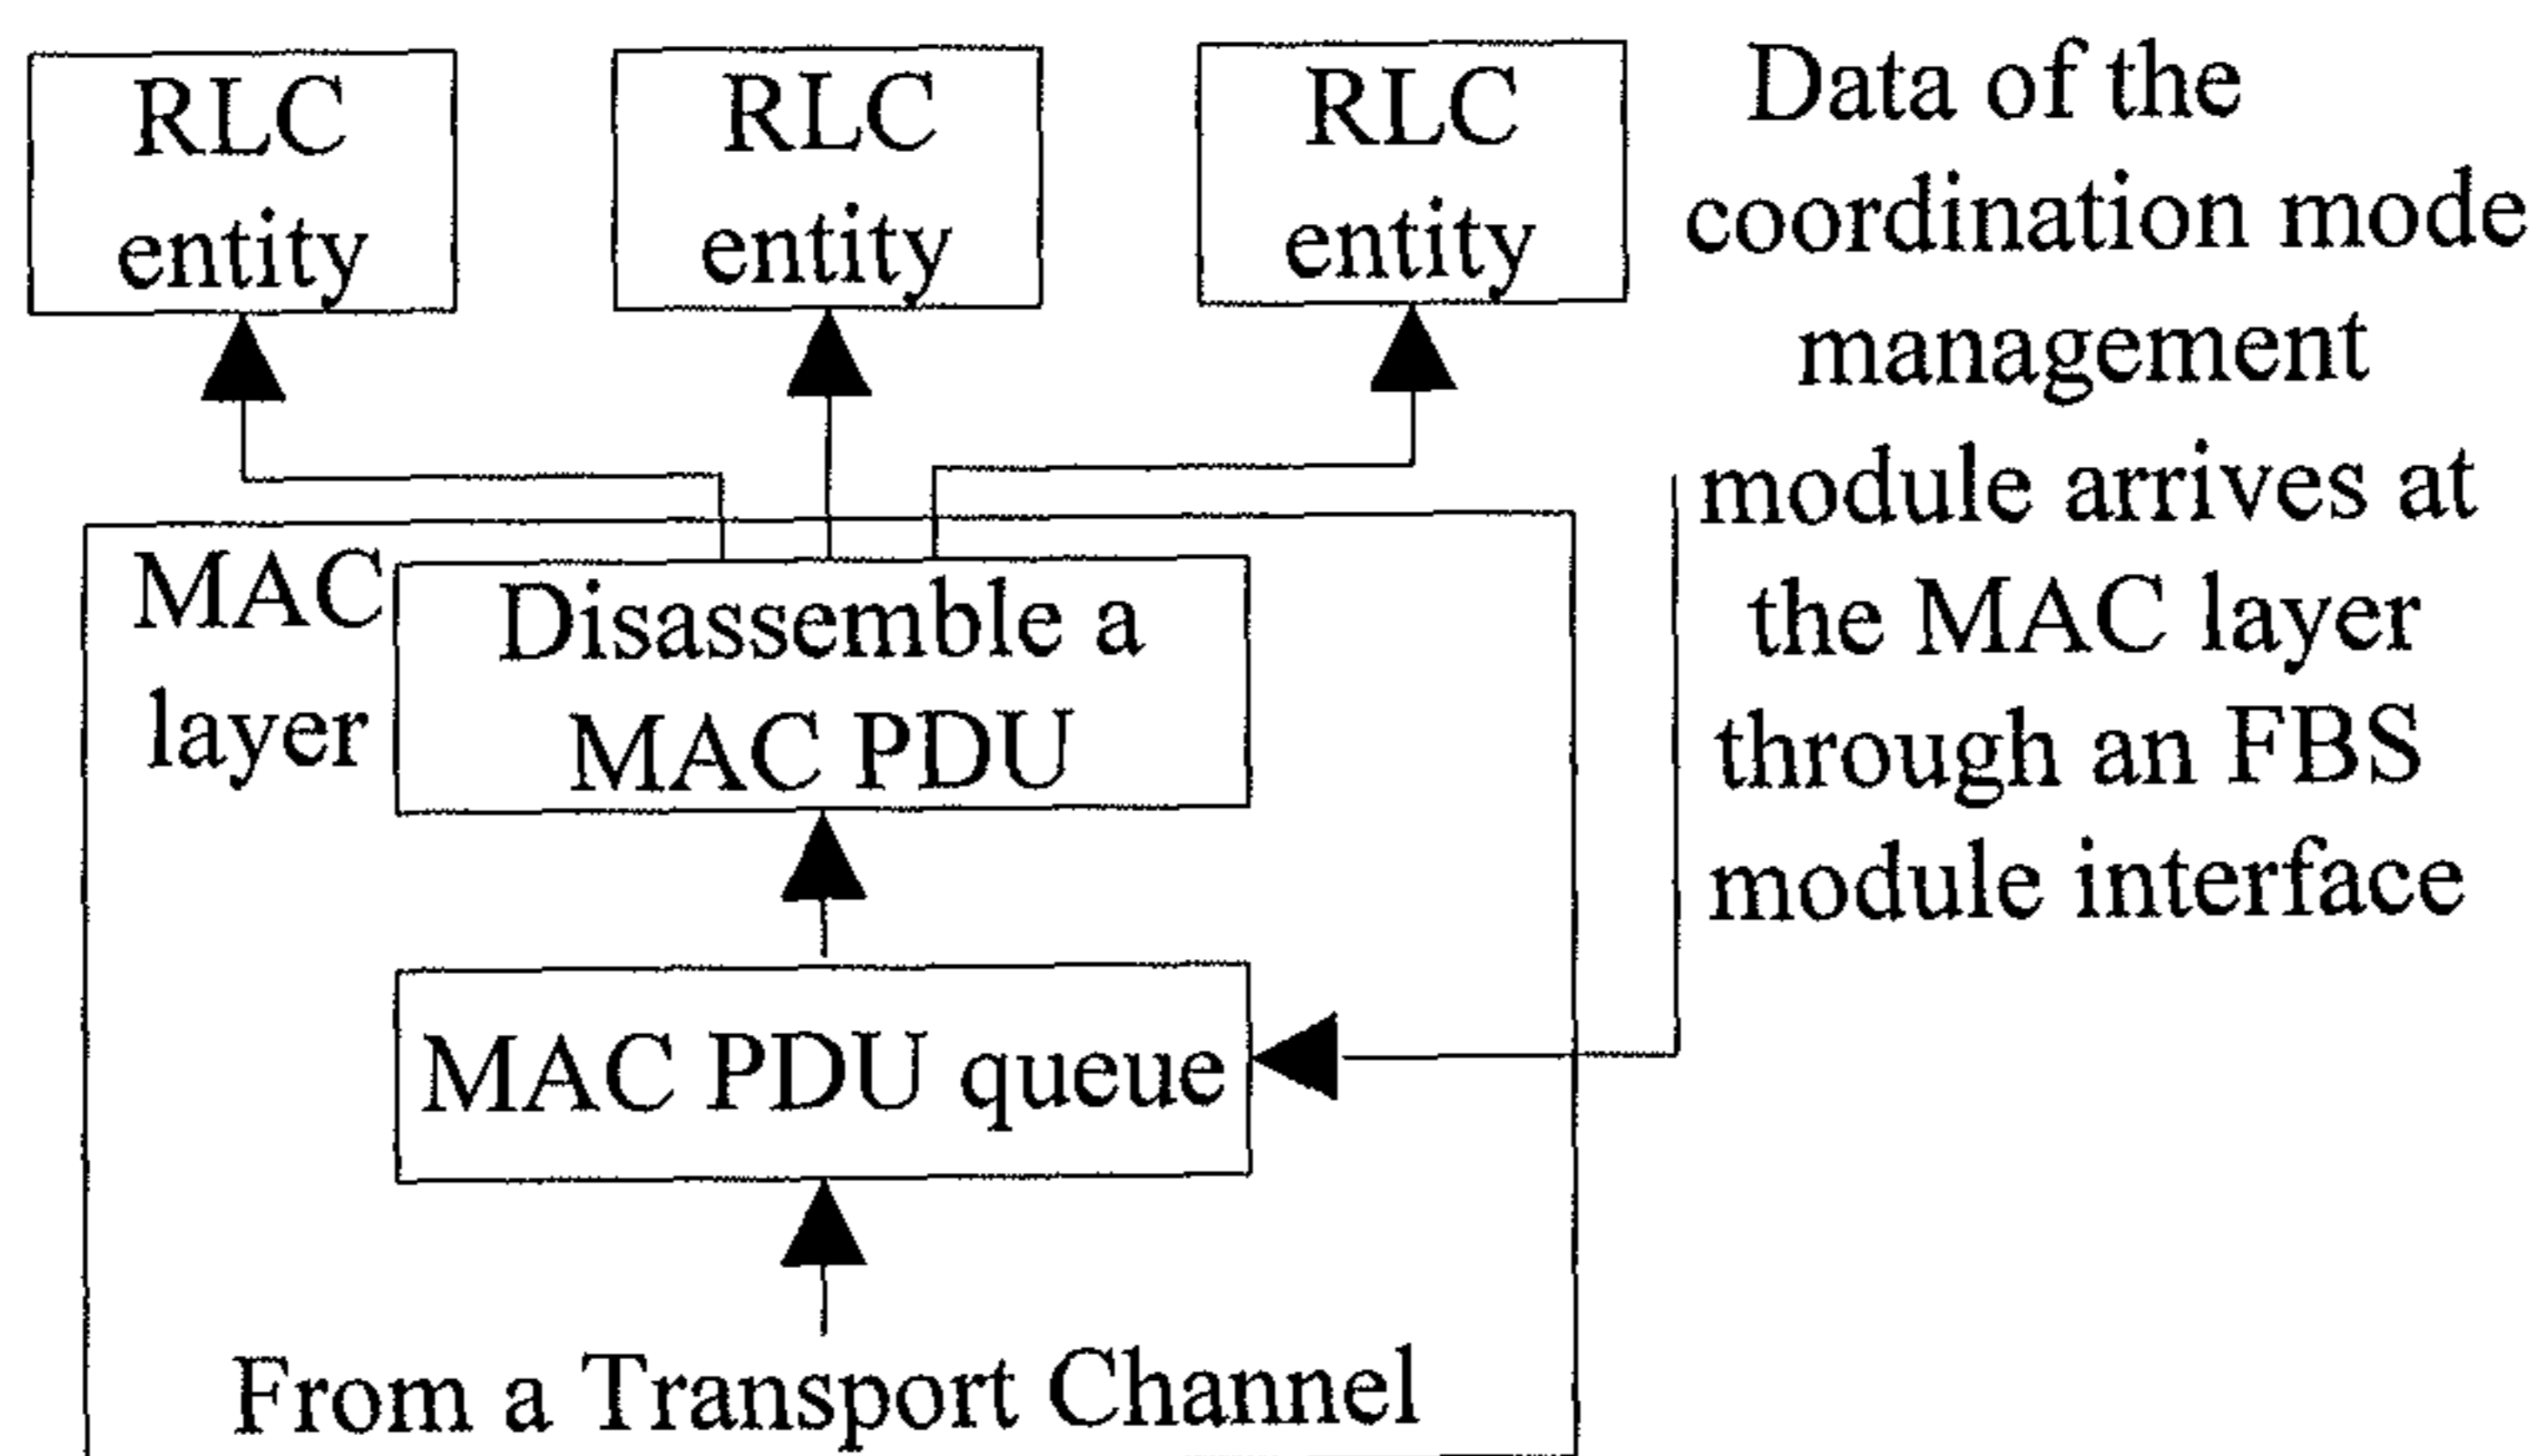 RLC
entity
RLC
entity
RLC
entity
Data of the
coordination mode
management
module arrives at
the MAC layer
through an FBS
module interface
MAC
layer
Disassemble a
MAC PDU
MAC PDU queue
From a Transport Channel